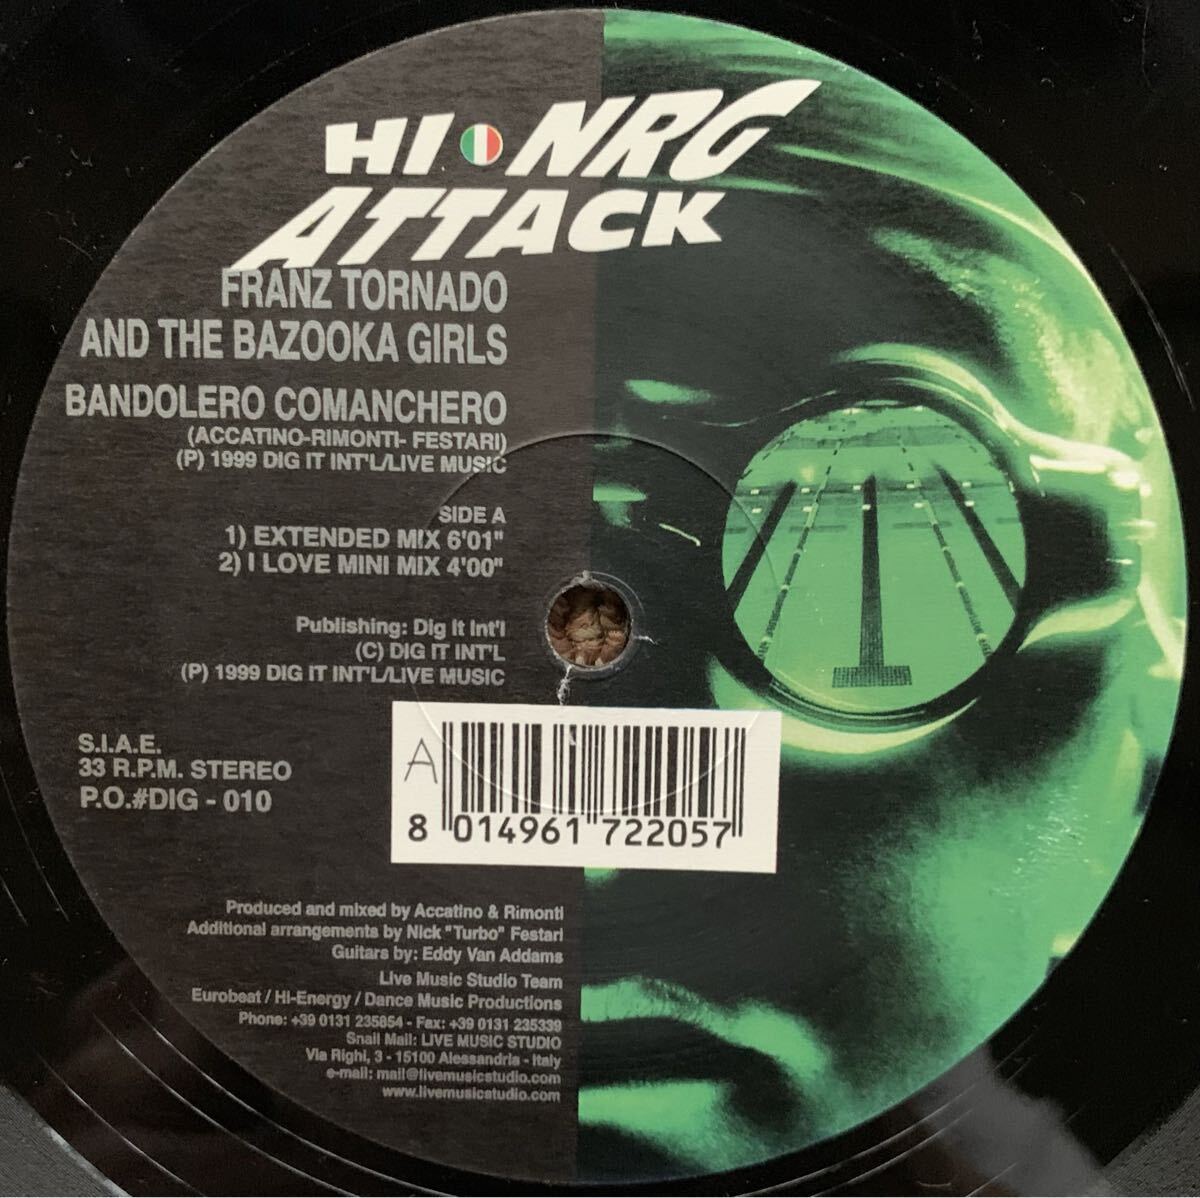 HI NRG
ATTACK
FRANZ TORNADO
AND THE BAZOOKA GIRLS
BANDOLERO COMANCHERO
(ACCATINO-RIMONTI- FESTARI)
(P) 1999 DIG IT INT'L/LIVE MUSIC
SIDE A
1) EXTENDED MIX 6'01"
2) I LOVE MINI MIX 4'00"
Publishing: Dig It Int'l
(C) DIG IT INT'L
(P) 1999 DIG IT INT'L/LIVE MUSIC
S.I.A.E.
33 R.P.M. STEREO
P.O.#DIG - 010
A
8 014961 722057
Produced and mixed by Accatino & Rimonti
Additional arrangements by Nick "Turbo" Festari
Guitars by: Eddy Van Addams
Live Music Studio Team
Eurobeat / Hi-Energy / Dance Music Productions
Phone: +39 0131 235854 - Fax: +39 0131 235339
Snail Mail: LIVE MUSIC STUDIO
Via Righi, 3 - 15100 Alessandria - Italy
e-mail: mail@livemusicstudio.com
www.livemusicstudio.com